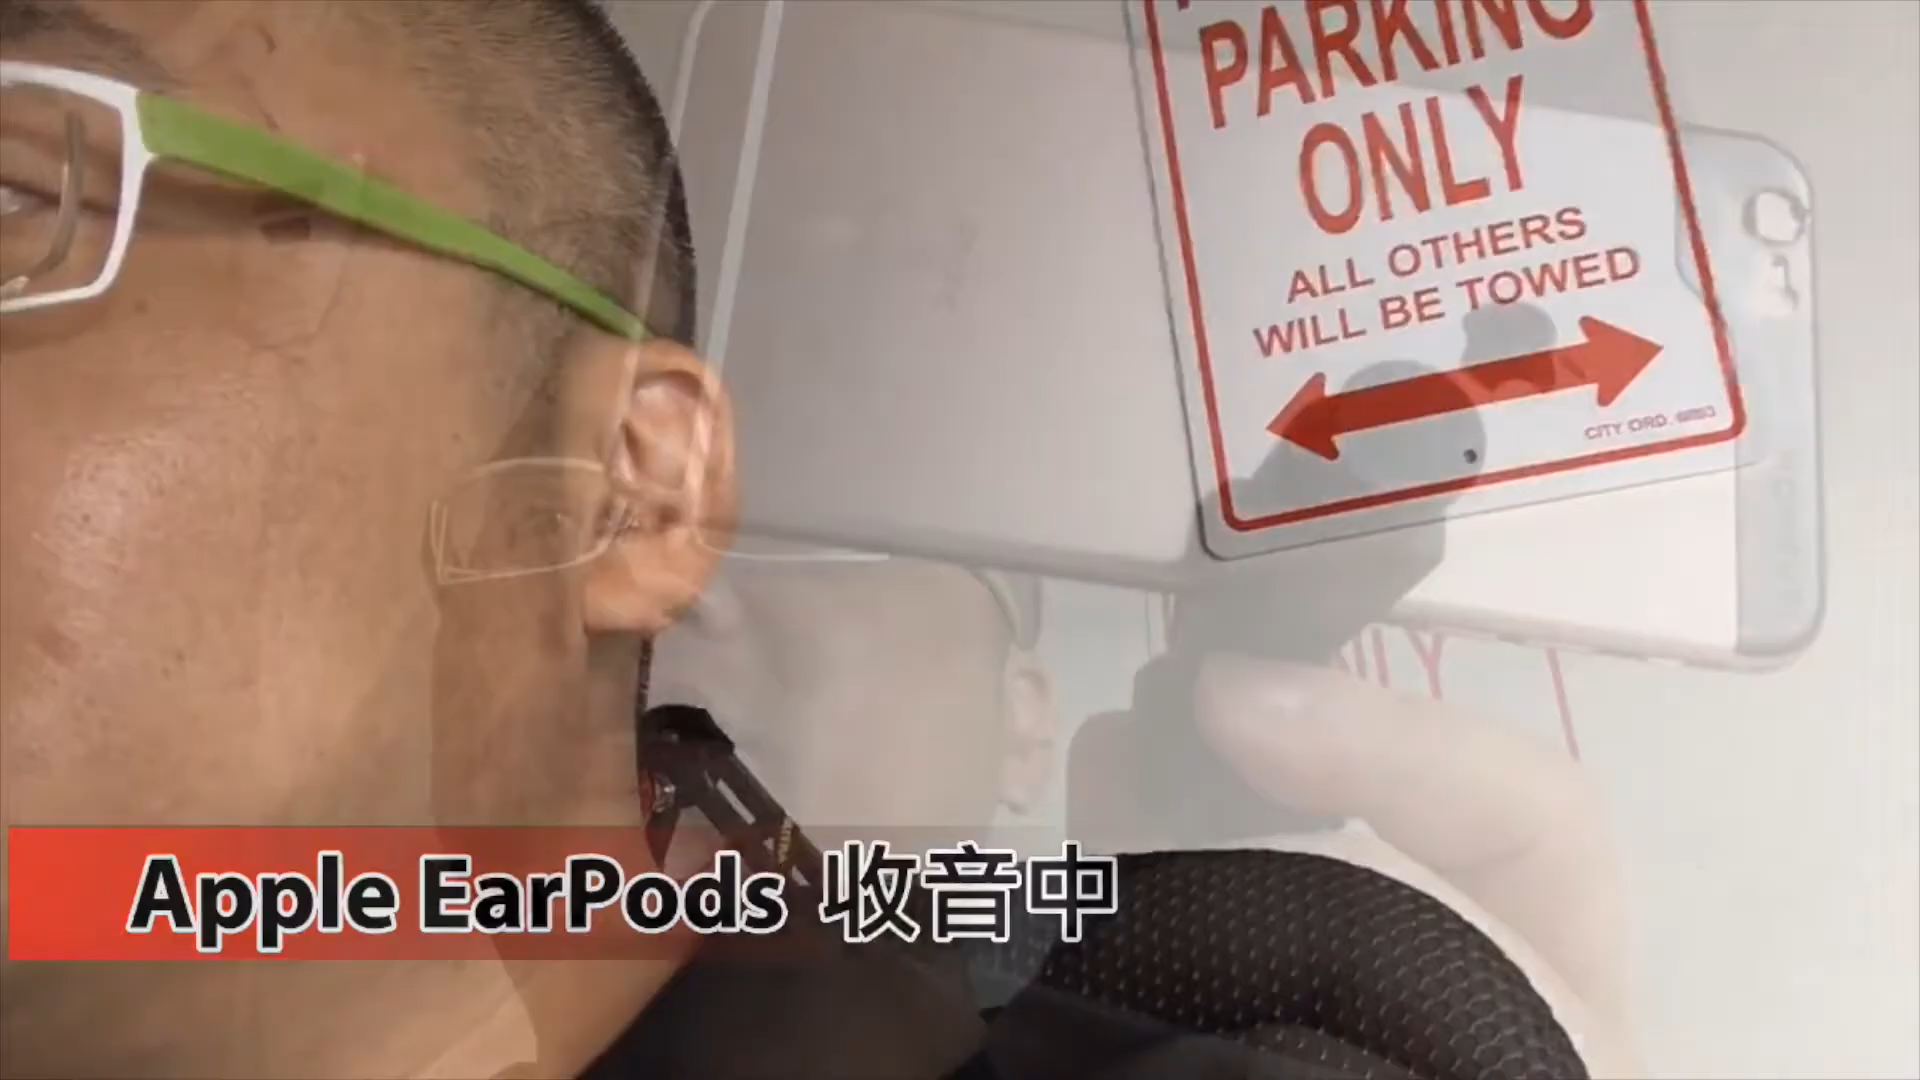 PARKING
ONLY
ALL OTHERS
WILL BE TOWED
CITY ORD.
Apple EarPods 收音中